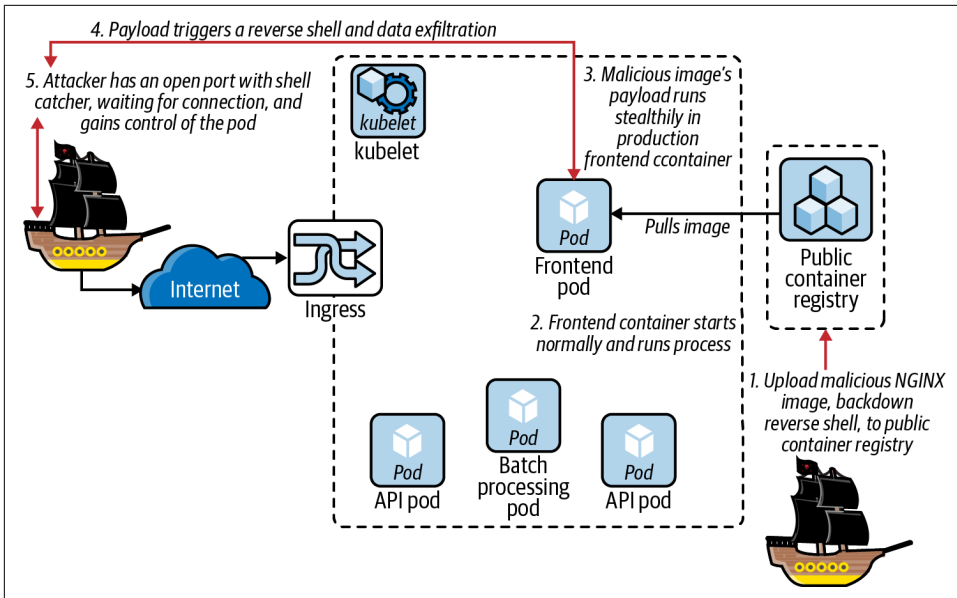 4. Payload triggers a reverse shell and data exfiltration
5. Attacker has an open port with shell
catcher, waiting for connection, and
gains control of the pod
kubelet
kubelet
3. Malicious image's
payload runs
stealthily in
production
frontend ccontainer
Pod
Frontend
pod
Pulls image
Public
container
registry
Internet
Ingress
2. Frontend container starts
normally and runs process
1. Upload malicious NGINX
image, backdown
reverse shell, to public
container registry
Pod
API pod
Pod
Batch
processing
pod
Pod
API pod